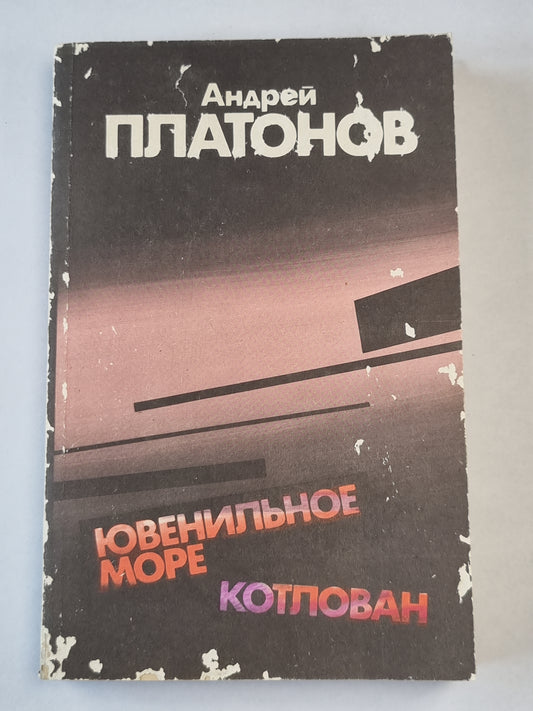 Андрей
ПЛАТОНОВ
ЮВЕНИЛЬНОЕ
МОРЕ
КОТЛОВАН